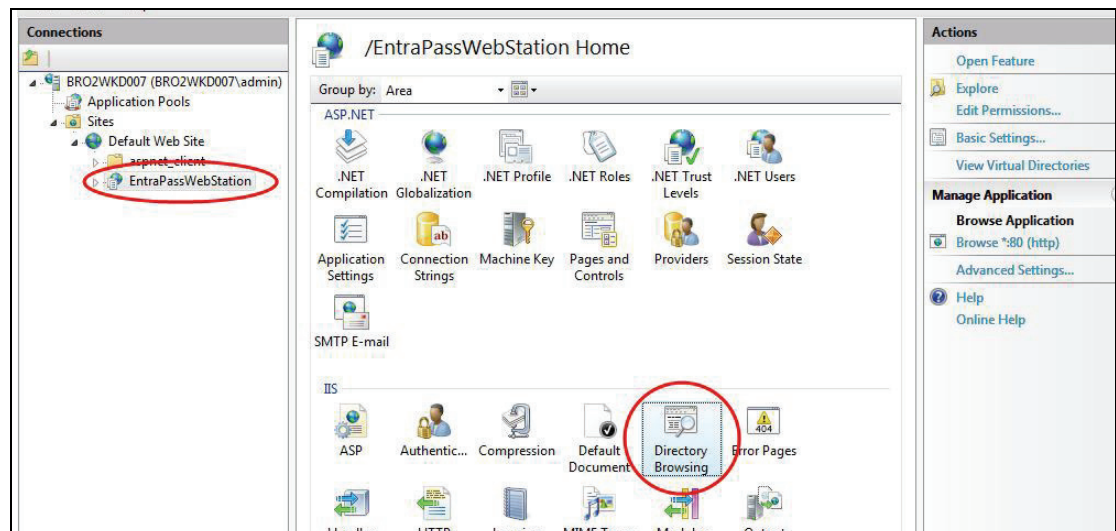 Connections
BRO2WKD007 (BRO2WKD007\admin)
Application Pools
Sites
Default Web Site
aspnet_client
EntraPassWebStation
/EntraPassWebStation Home
Group by: Area
ASP.NET
.NET Compilation
.NET Globalization
.NET Profile
.NET Roles
.NET Trust Levels
.NET Users
Application Settings
Connection Strings
Machine Key
Pages and Controls
Providers
Session State
SMTP E-mail
IIS
ASP
Authentic...
Compression
Default Document
Directory Browsing
Error Pages
Actions
Open Feature
Explore
Edit Permissions...
Basic Settings...
View Virtual Directories
Manage Application
Browse Application
Browse *:80 (http)
Advanced Settings...
Help
Online Help